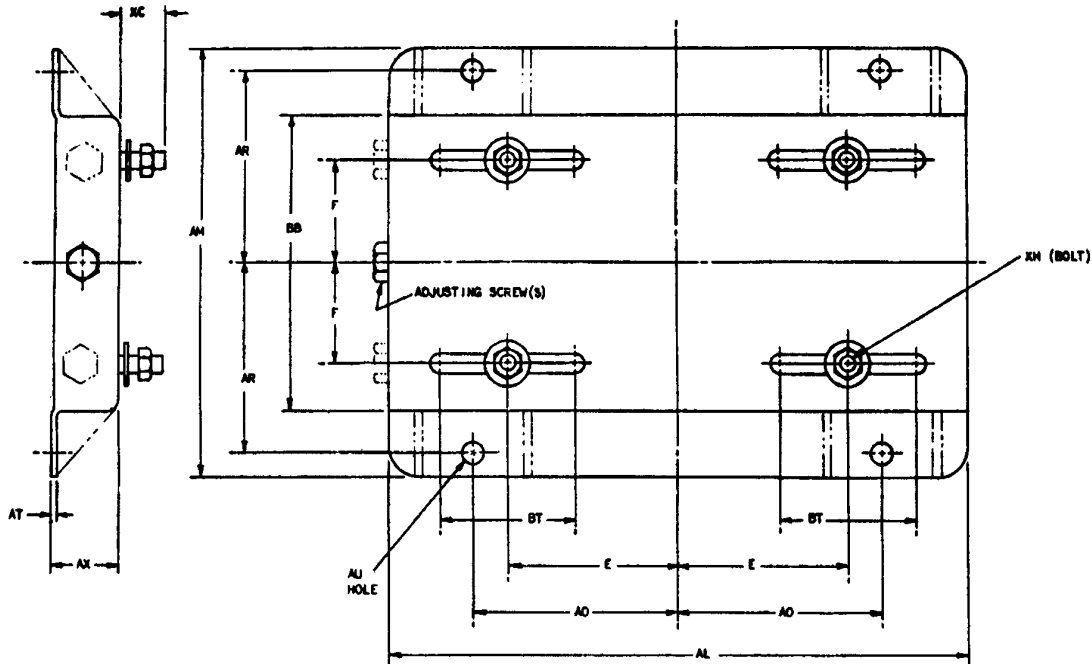 XC
AR
F
AM
BB
XH (BOLT)
ADJUSTING SCREW(S)
F
AR
AT
BT
BT
AX
AU
HOLE
E
E
AO
AO
AL